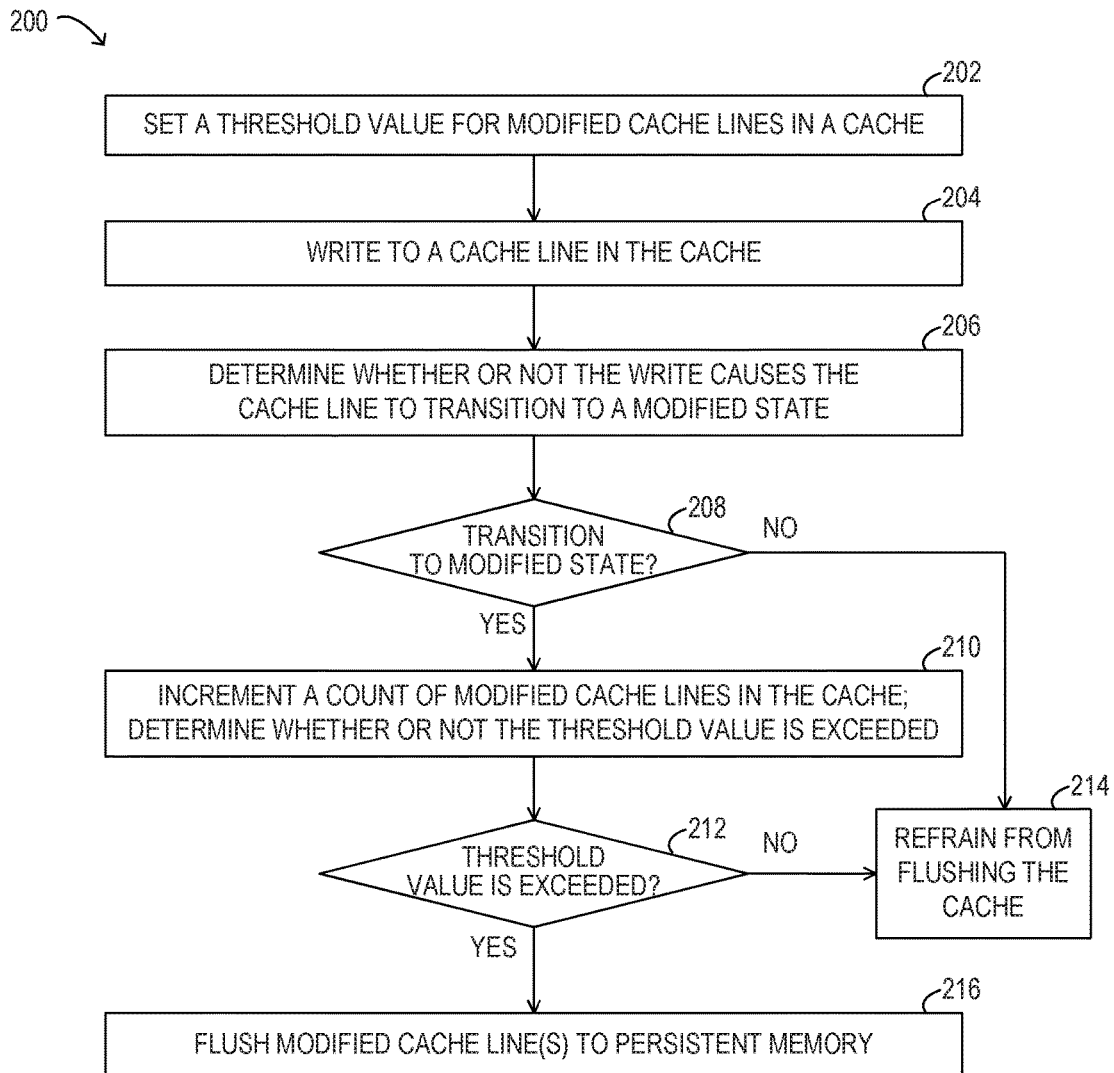 200
202
SET A THRESHOLD VALUE FOR MODIFIED CACHE LINES IN A CACHE
204
WRITE TO A CACHE LINE IN THE CACHE
206
DETERMINE WHETHER OR NOT THE WRITE CAUSES THE
CACHE LINE TO TRANSITION TO A MODIFIED STATE
208
TRANSITION
TO MODIFIED STATE?
NO
YES
210
INCREMENT A COUNT OF MODIFIED CACHE LINES IN THE CACHE;
DETERMINE WHETHER OR NOT THE THRESHOLD VALUE IS EXCEEDED
212
THRESHOLD
VALUE IS EXCEEDED?
NO
YES
214
REFRAIN FROM
FLUSHING THE
CACHE
216
FLUSH MODIFIED CACHE LINE(S) TO PERSISTENT MEMORY